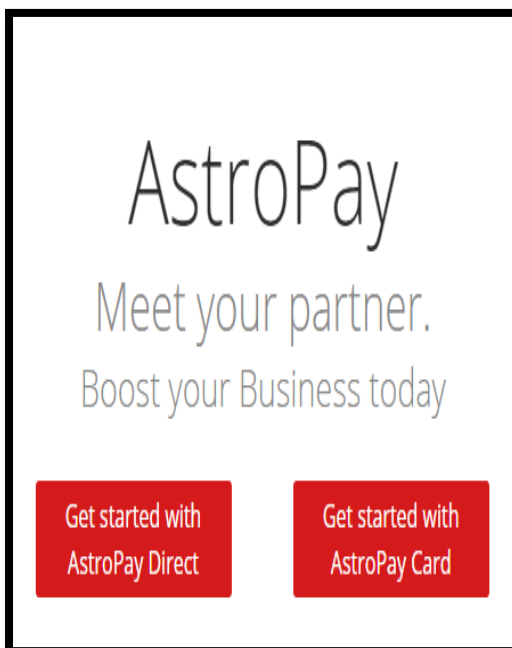 AstroPay
Meet your partner.
Boost your Business today
Get started with
AstroPay Direct
Get started with
AstroPay Card